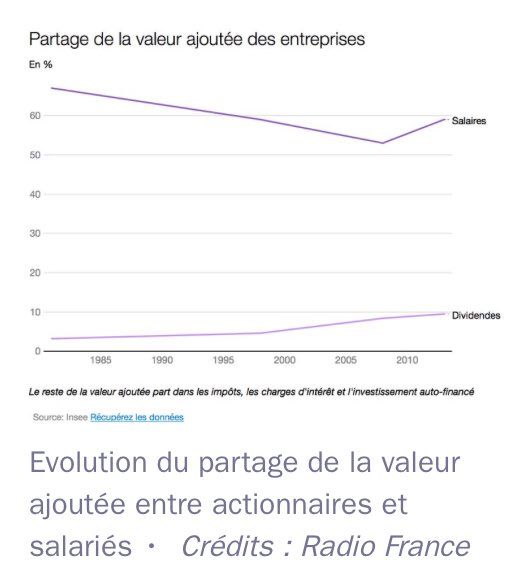 Partage de la valeur ajoutée des entreprises
En %
60
50
40
30
20
10
0
Salaires
Dividendes
1985 1990 1995 2000 2005 2010
Le reste de la valeur ajoutée part dans les impôts, les charges d'intérêt et l'investissement auto-financé
Source: Insee Récupérez les données
Evolution du partage de la valeur
ajoutée entre actionnaires et
salariés • Crédits : Radio France